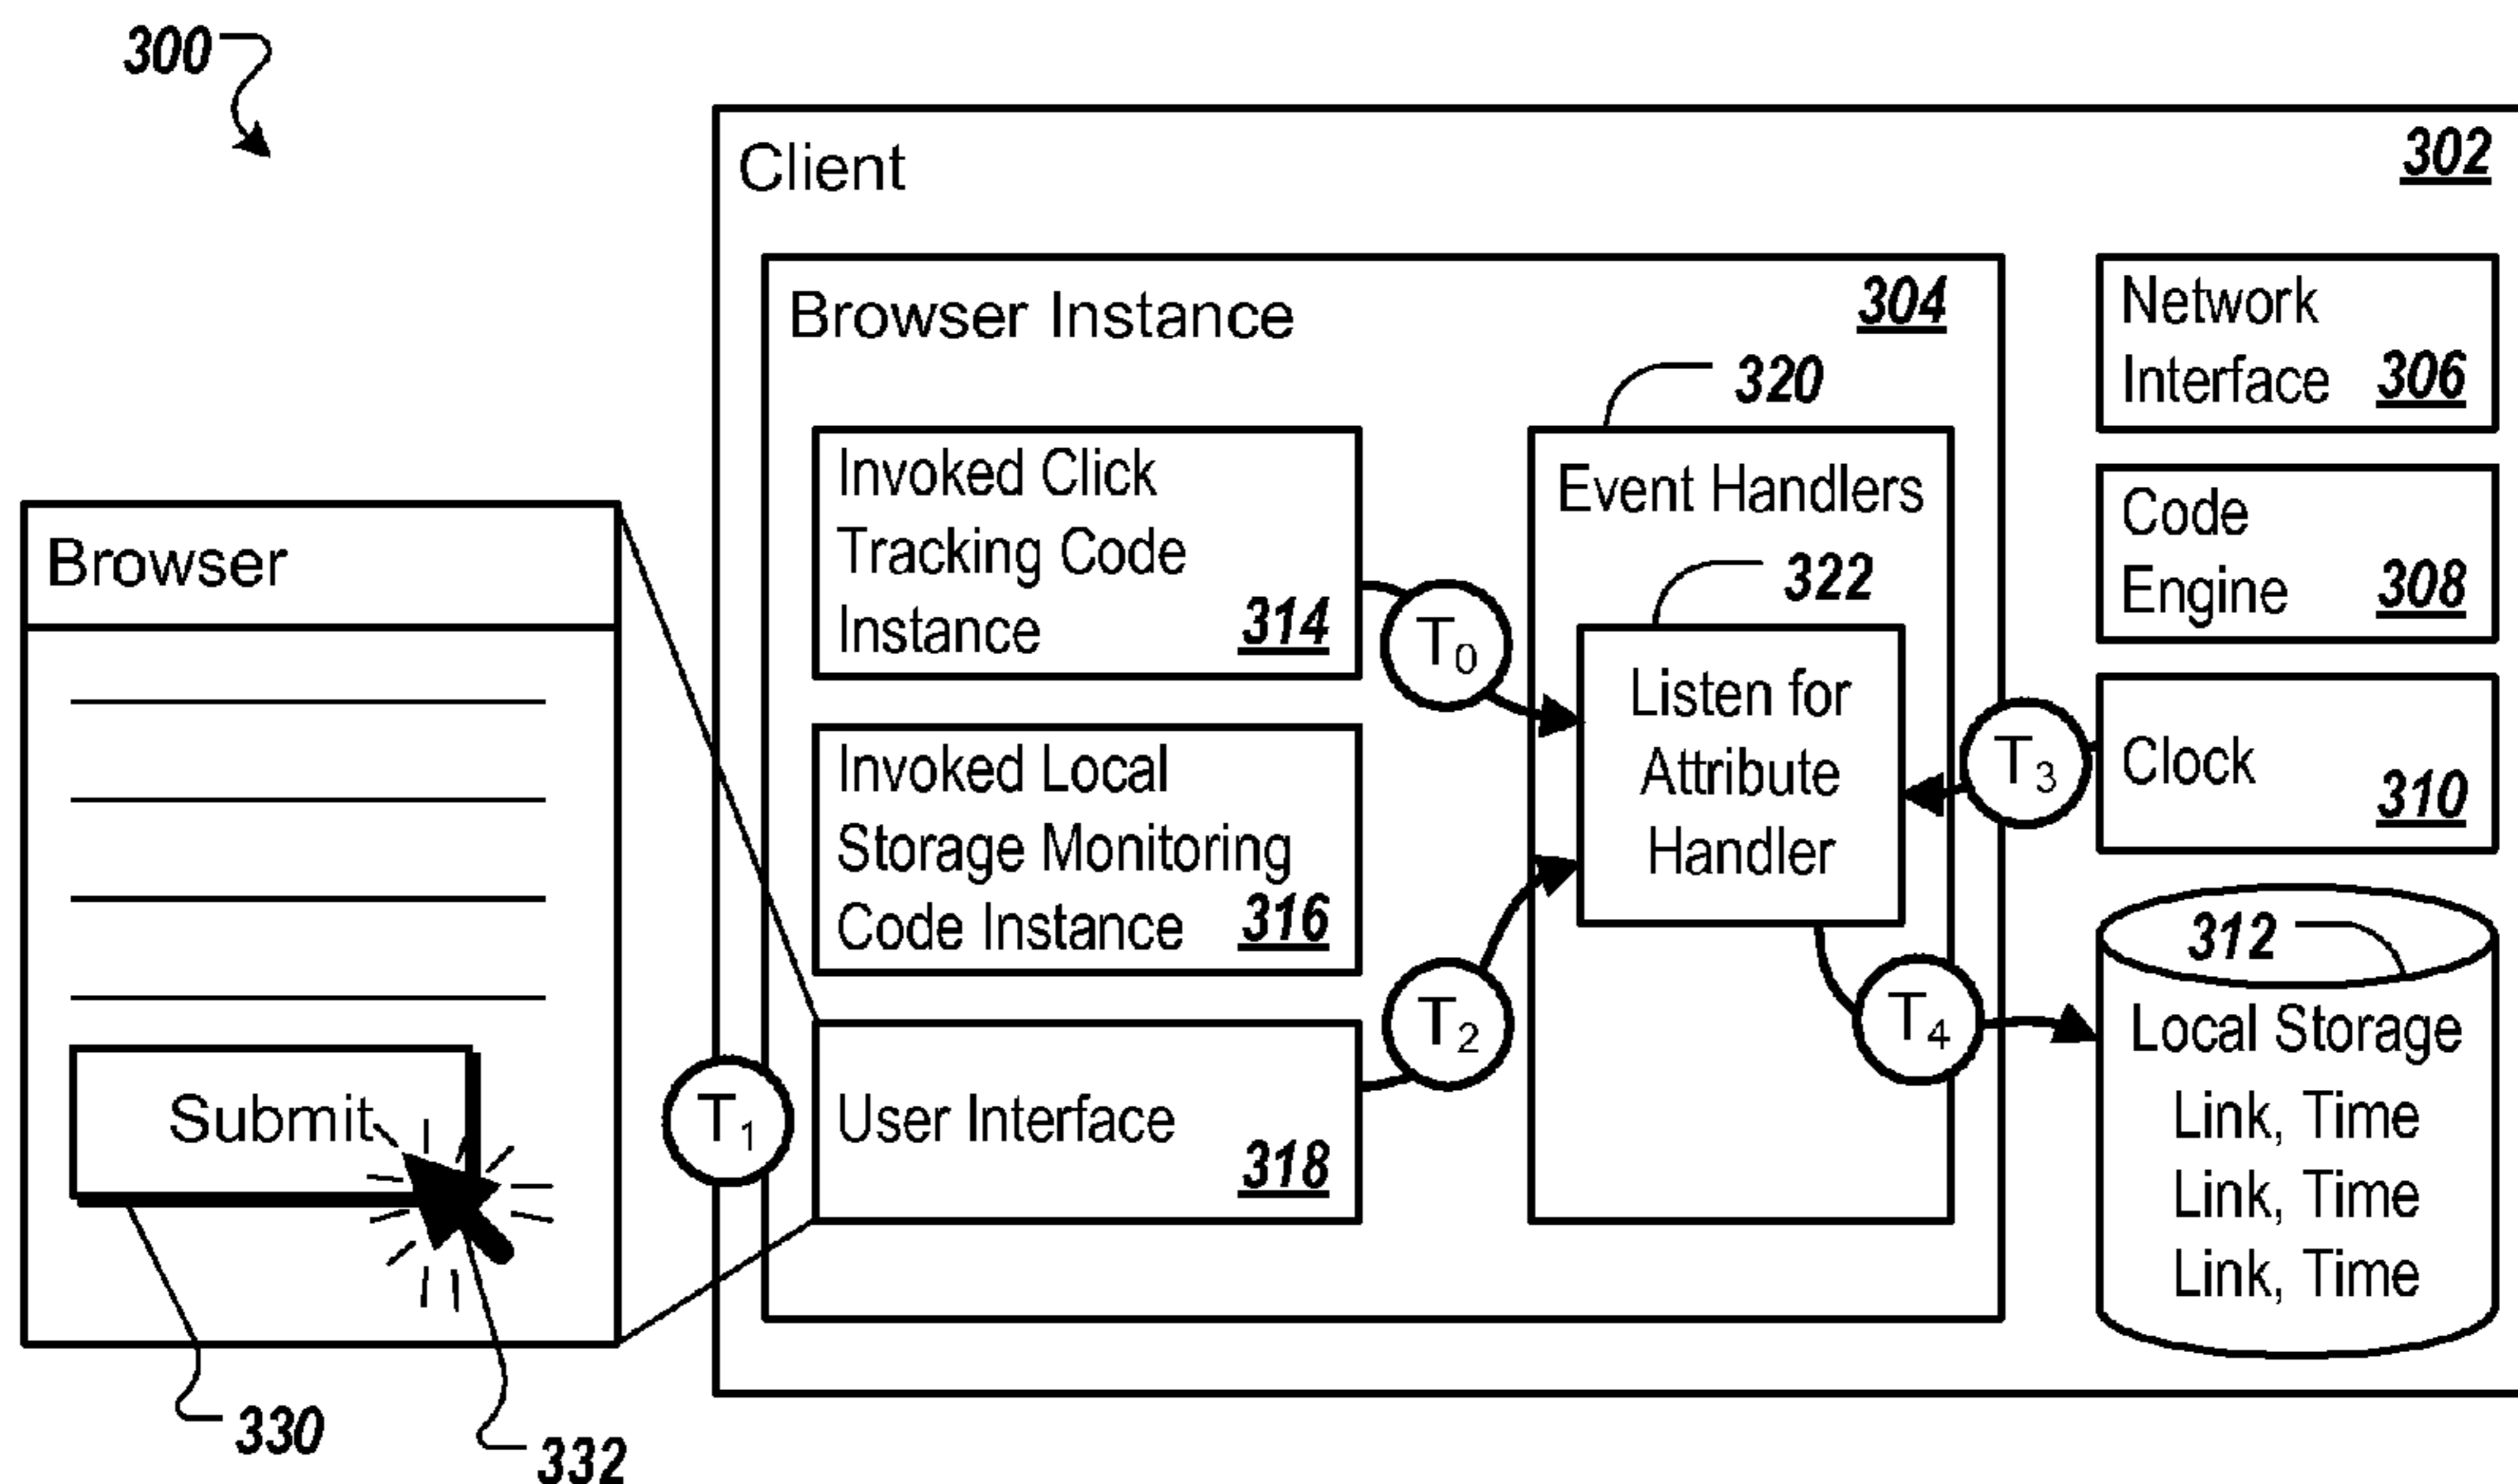 300
Client
302
Browser Instance
304
Network
Interface 306
320
Invoked Click
Tracking Code
Instance 314
Event Handlers
322
Code
Engine 308
Browser
T0
Listen for
Attribute
Handler
T3
Clock
310
Invoked Local
Storage Monitoring
Code Instance 316
312
T2
T4
Local Storage
Link, Time
Link, Time
Link, Time
Submit
T1
User Interface
318
330
332